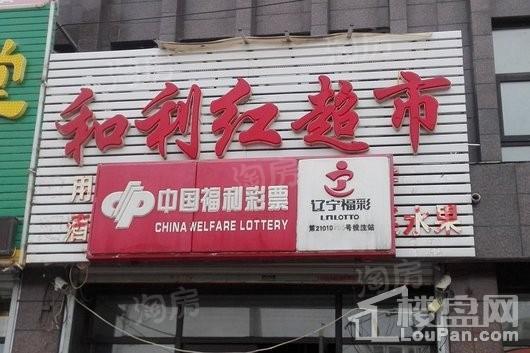 和利红超市
用
酒
水果
中国福利彩票
CHINA WELFARE LOTTERY
辽宁福彩
LNLOTTO
第21010 号投注站
淘房
楼盘网
LouPan.com